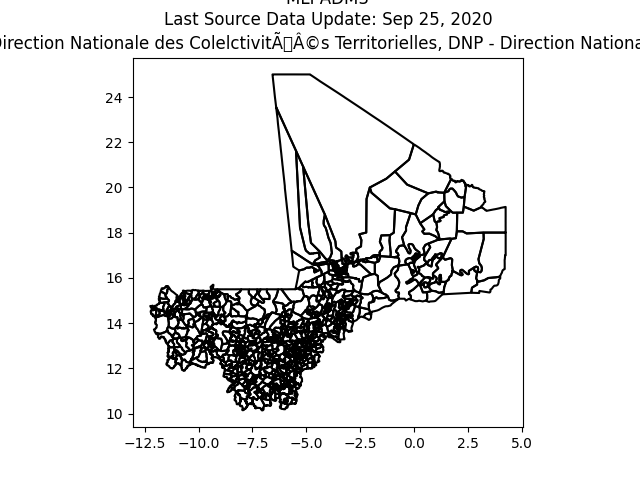 MLI ADM3
Last Source Data Update: Sep 25, 2020
Direction Nationale des ColelctivitÃ▯Â©s Territorielles, DNP - Direction Nationa
24
22
20
18
16
14
12
10
−12.5 −10.0 −7.5 −5.0 −2.5 0.0 2.5 5.0